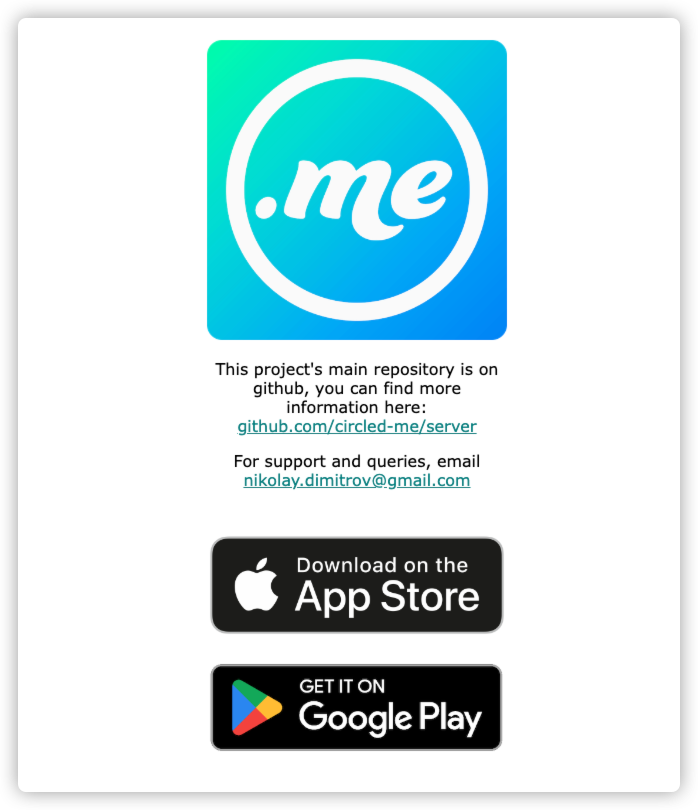 .me
This project's main repository is on
github, you can find more
information here:
github.com/circled-me/server
For support and queries, email
nikolay.dimitrov@gmail.com
Download on the
App Store
GET IT ON
Google Play